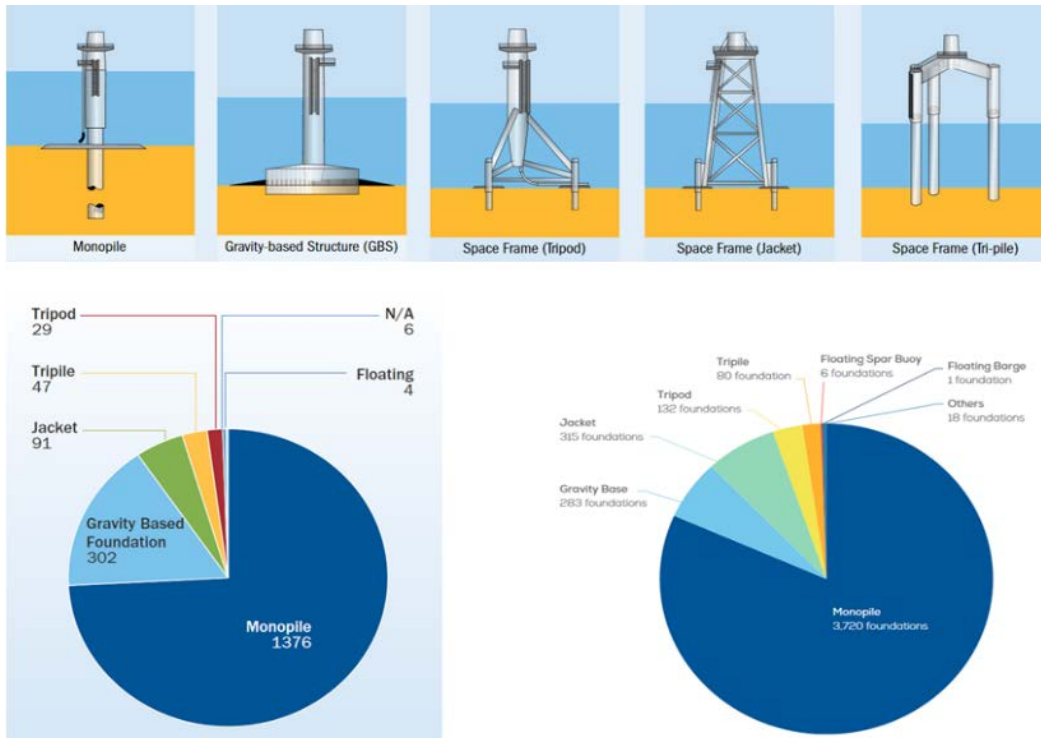 Monopile
Gravity-based Structure (GBS)
Space Frame (Tripod)
Space Frame (Jacket)
Space Frame (Tri-pile)
Tripod
29
N/A
6
Tripile
47
Floating
4
Jacket
91
Gravity Based
Foundation
302
Monopile
1376
Floating Spar Buoy
6 foundations
Floating Barge
1 foundation
Tripile
80 foundation
Others
18 foundations
Tripod
132 foundations
Jacket
315 foundations
Gravity Base
283 foundations
Monopile
3,720 foundations